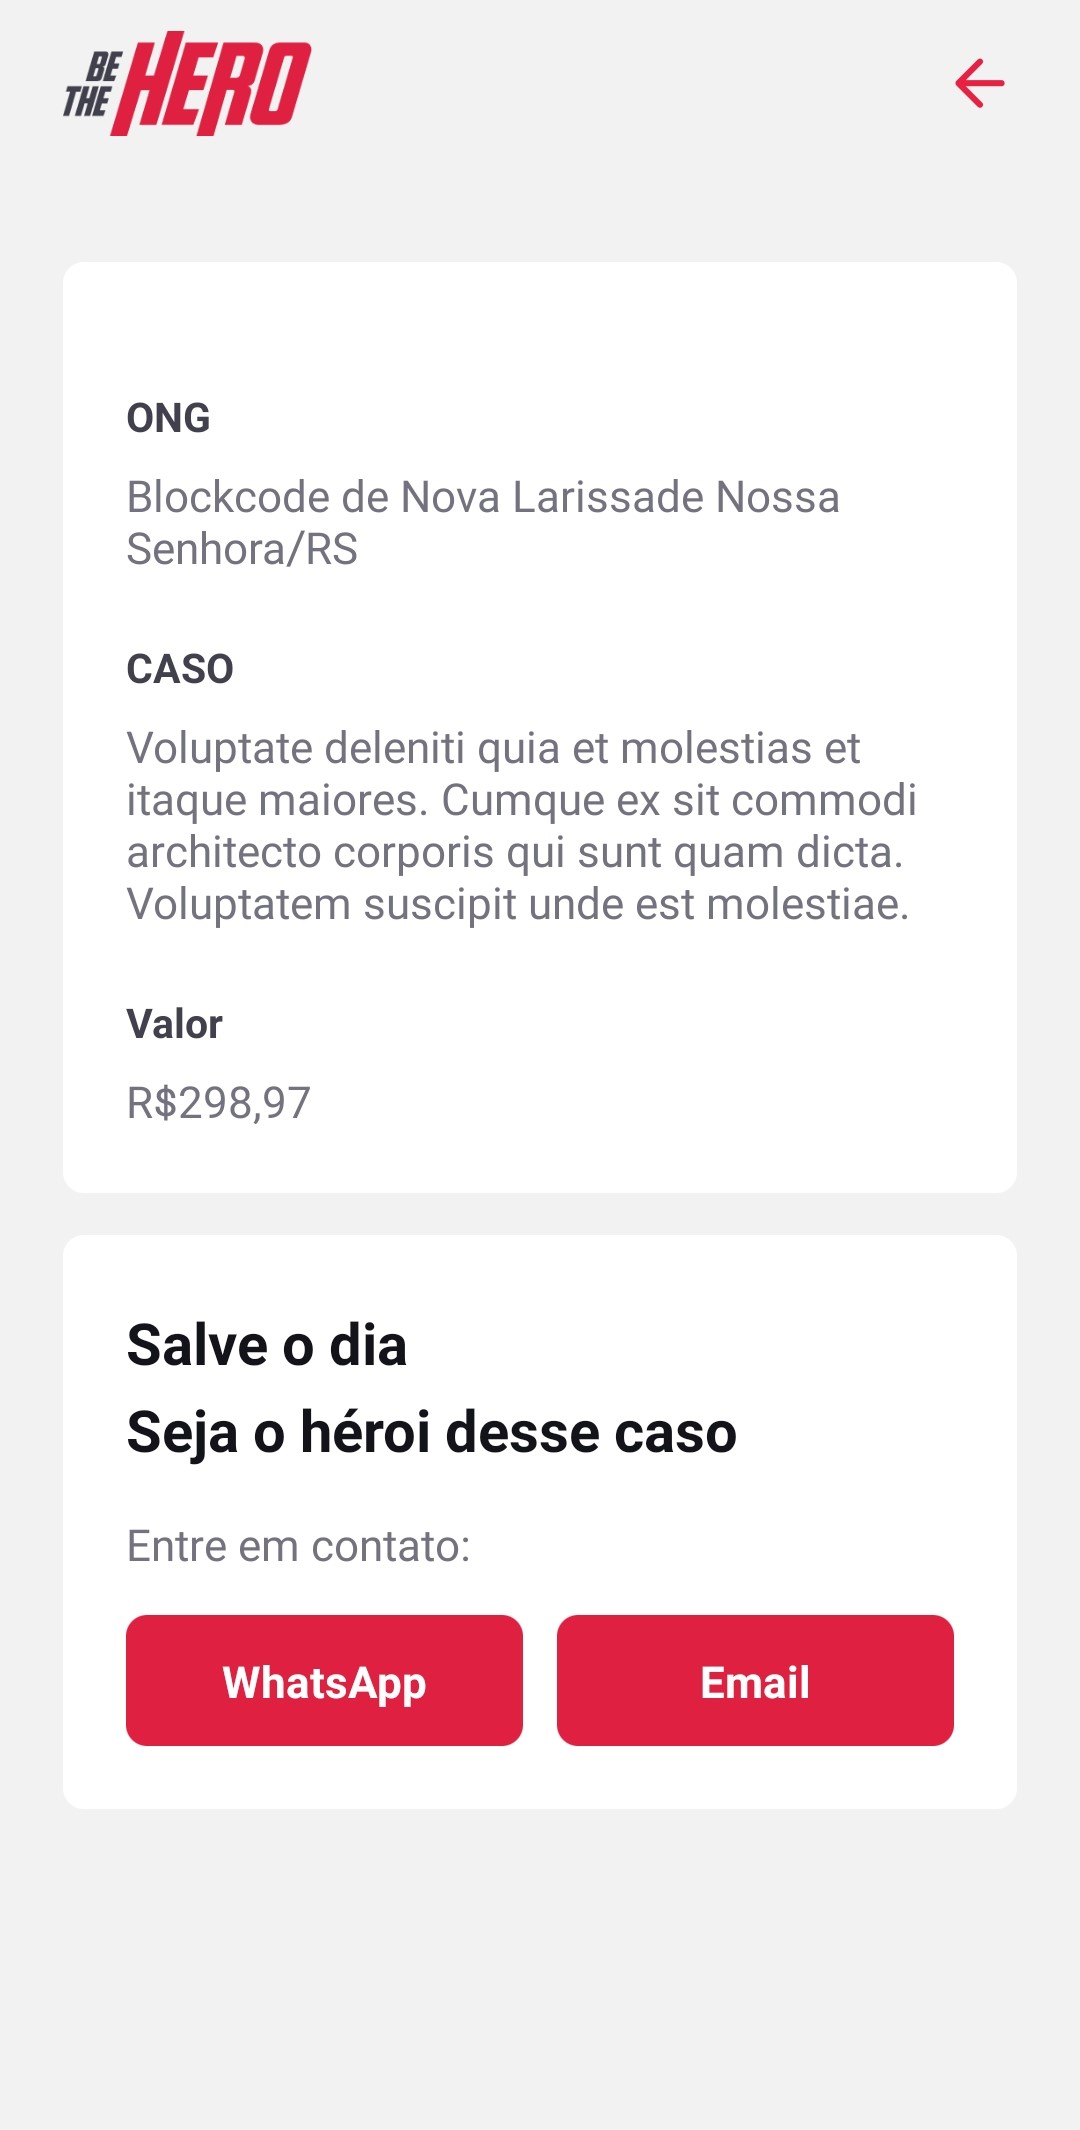 BE
THE HERO
ONG
Blockcode de Nova Larissade Nossa
Senhora/RS
CASO
Voluptate deleniti quia et molestias et
itaque maiores. Cumque ex sit commodi
architecto corporis qui sunt quam dicta.
Voluptatem suscipit unde est molestiae.
Valor
R$298,97
Salve o dia
Seja o héroi desse caso
Entre em contato:
WhatsApp Email